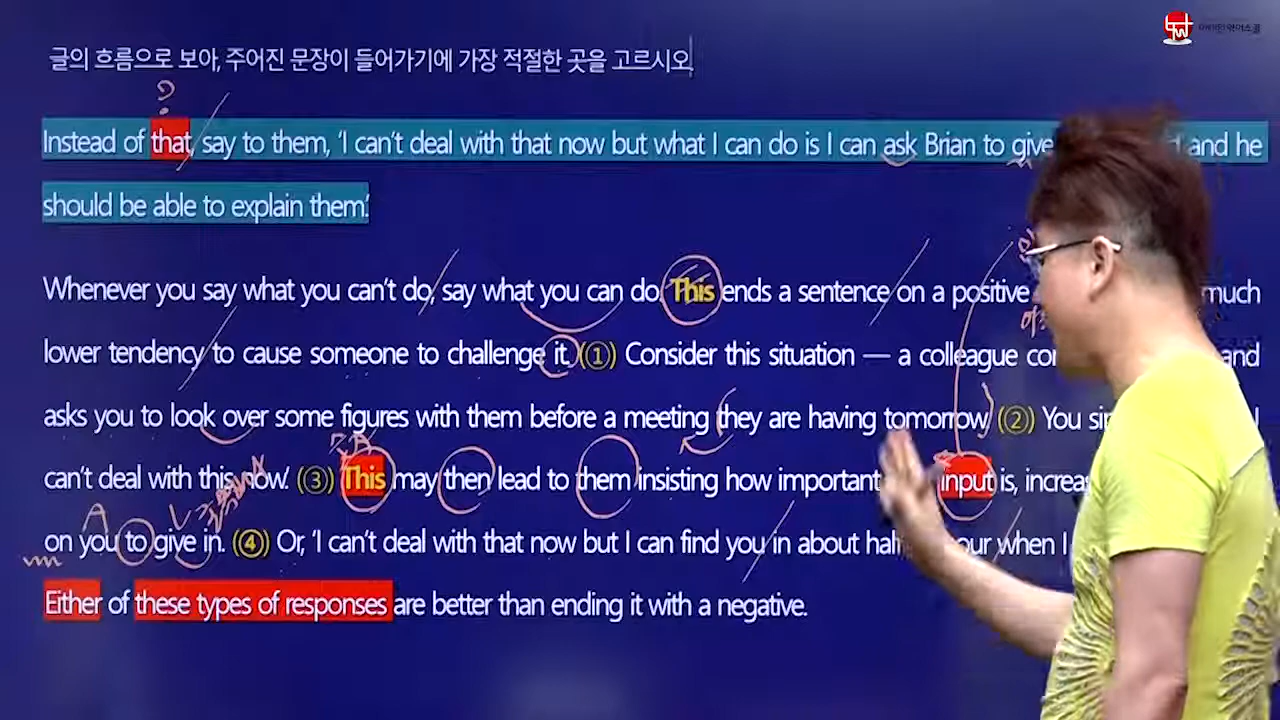 글의 흐름으로 보아, 주어진 문장이 들어가기에 가장 적절한 곳을 고르시오.
Instead of that, say to them, 'I can't deal with that now but what I can do is I can ask Brian to give and he
should be able to explain them.'
Whenever you say what you can't do, say what you can do. This ends a sentence on a positive much
lower tendency to cause someone to challenge it. (①) Consider this situation — a colleague and
asks you to look over some figures with them before a meeting they are having tomorrow. (②) You
can't deal with this now.' (③) This may then lead to them insisting how important input is,
on you to give in. (④) Or, 'I can't deal with that now but I can find you in about half hour when I
Either of these types of responses are better than ending it with a negative.